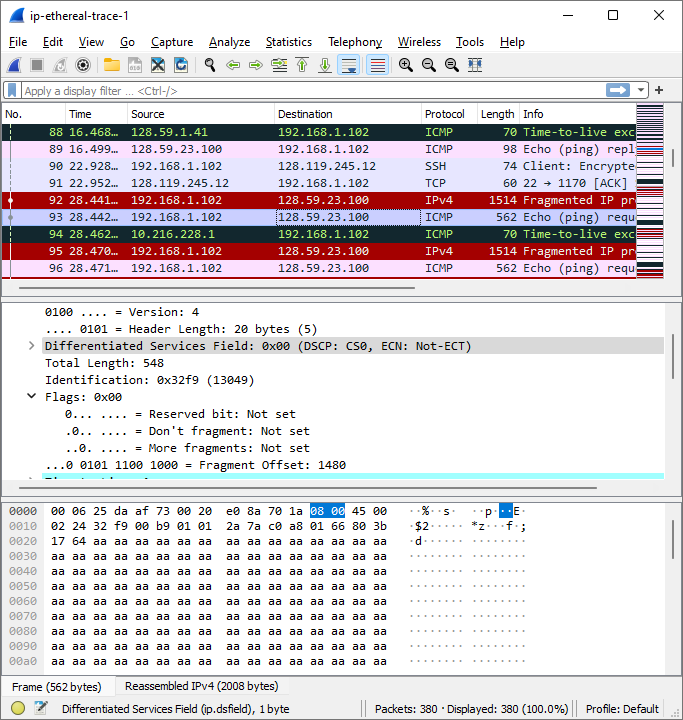 ip-ethereal-trace-1
File Edit View Go Capture Analyze Statistics Telephony Wireless Tools Help
Apply a display filter ... <Ctrl-/>
No. Time Source Destination Protocol Length Info
88 16.468… 128.59.1.41 192.168.1.102 ICMP 70 Time-to-live exc
89 16.499… 128.59.23.100 192.168.1.102 ICMP 98 Echo (ping) repl
90 22.928… 192.168.1.102 128.119.245.12 SSH 74 Client: Encrypte
91 22.952… 128.119.245.12 192.168.1.102 TCP 60 22 → 1170 [ACK]
92 28.441… 192.168.1.102 128.59.23.100 IPv4 1514 Fragmented IP pr
93 28.442… 192.168.1.102 128.59.23.100 ICMP 562 Echo (ping) requ
94 28.462… 10.216.228.1 192.168.1.102 ICMP 70 Time-to-live exc
95 28.470… 192.168.1.102 128.59.23.100 IPv4 1514 Fragmented IP pr
96 28.471… 192.168.1.102 128.59.23.100 ICMP 562 Echo (ping) requ
0100 .... = Version: 4
.... 0101 = Header Length: 20 bytes (5)
Differentiated Services Field: 0x00 (DSCP: CS0, ECN: Not-ECT)
Total Length: 548
Identification: 0x32f9 (13049)
Flags: 0x00
0... .... = Reserved bit: Not set
.0.. .... = Don't fragment: Not set
..0. .... = More fragments: Not set
...0 0101 1100 1000 = Fragment Offset: 1480
0000 00 06 25 da af 73 00 20 e0 8a 70 1a 08 00 45 00 ··%··s·  ··p···E·
0010 02 24 32 f9 00 b9 01 01 2a 7a c0 a8 01 66 80 3b ·$2····· *z···f·;
0020 17 64 aa aa aa aa aa aa aa aa aa aa aa aa aa aa ·d······ ········
0030 aa aa aa aa aa aa aa aa aa aa aa aa aa aa aa aa ········ ········
0040 aa aa aa aa aa aa aa aa aa aa aa aa aa aa aa aa ········ ········
0050 aa aa aa aa aa aa aa aa aa aa aa aa aa aa aa aa ········ ········
0060 aa aa aa aa aa aa aa aa aa aa aa aa aa aa aa aa ········ ········
0070 aa aa aa aa aa aa aa aa aa aa aa aa aa aa aa aa ········ ········
0080 aa aa aa aa aa aa aa aa aa aa aa aa aa aa aa aa ········ ········
0090 aa aa aa aa aa aa aa aa aa aa aa aa aa aa aa aa ········ ········
00a0 aa aa aa aa aa aa aa aa aa aa aa aa aa aa aa aa ········ ········
Frame (562 bytes) Reassembled IPv4 (2008 bytes)
Differentiated Services Field (ip.dsfield), 1 byte Packets: 380 · Displayed: 380 (100.0%) Profile: Default